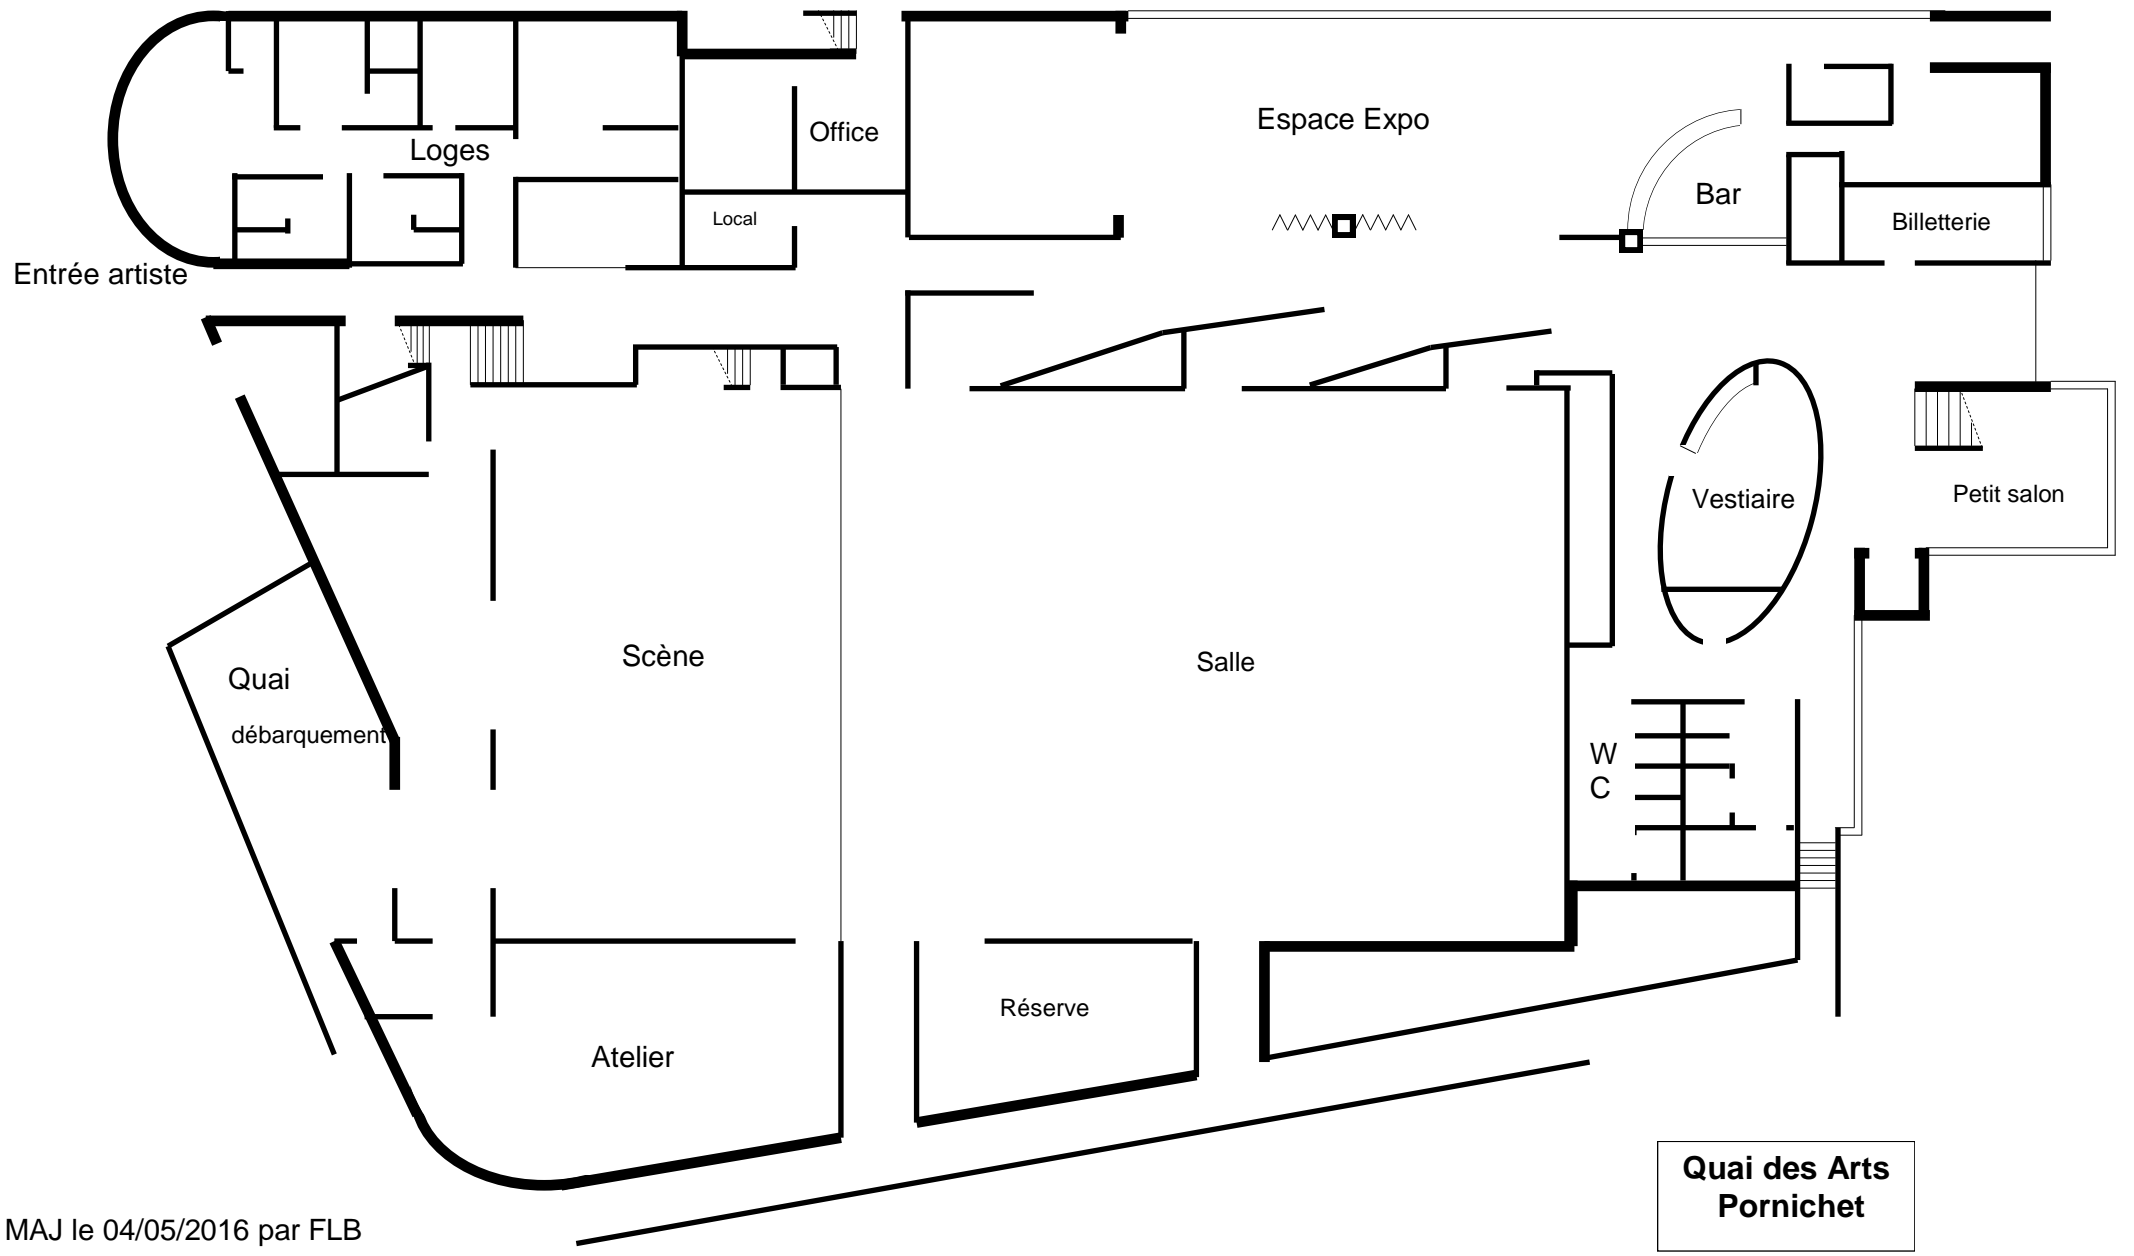 Espace Expo
Office
Loges
Bar
Local
Billetterie
Entrée artiste
Petit salon
Vestiaire
Scène
Salle
Quai
débarquement
W
C
Réserve
Atelier
Quai des Arts
Pornichet
MAJ le 04/05/2016 par FLB